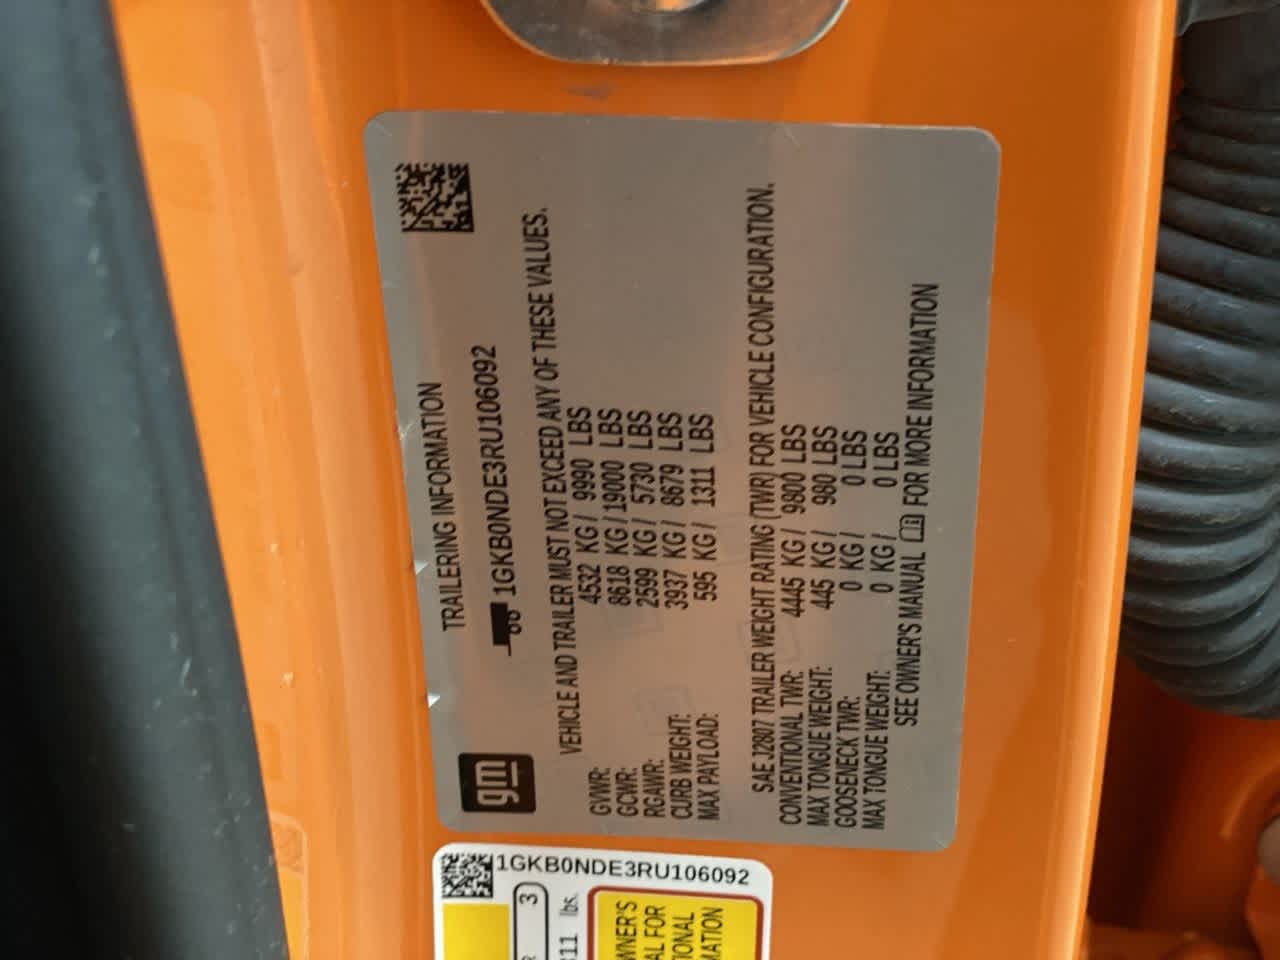 TRAILERING INFORMATION
1GKB0NDE3RU106092
gm
VEHICLE AND TRAILER MUST NOT EXCEED ANY OF THESE VALUES.
GVWR: 4532 KG / 9990 LBS
GCWR: 8618 KG / 19000 LBS
RGAWR: 2599 KG / 5730 LBS
CURB WEIGHT: 3937 KG / 8679 LBS
MAX PAYLOAD: 595 KG / 1311 LBS
SAE J2807 TRAILER WEIGHT RATING (TWR) FOR VEHICLE CONFIGURATION.
CONVENTIONAL TWR: 4445 KG / 9800 LBS
MAX TONGUE WEIGHT: 445 KG / 980 LBS
GOOSENECK TWR: 0 KG / 0 LBS
MAX TONGUE WEIGHT: 0 KG / 0 LBS
SEE OWNER'S MANUAL FOR MORE INFORMATION
1GKB0NDE3RU106092
3
311 lbs.
WNER'S
AL FOR
IONAL
MATION